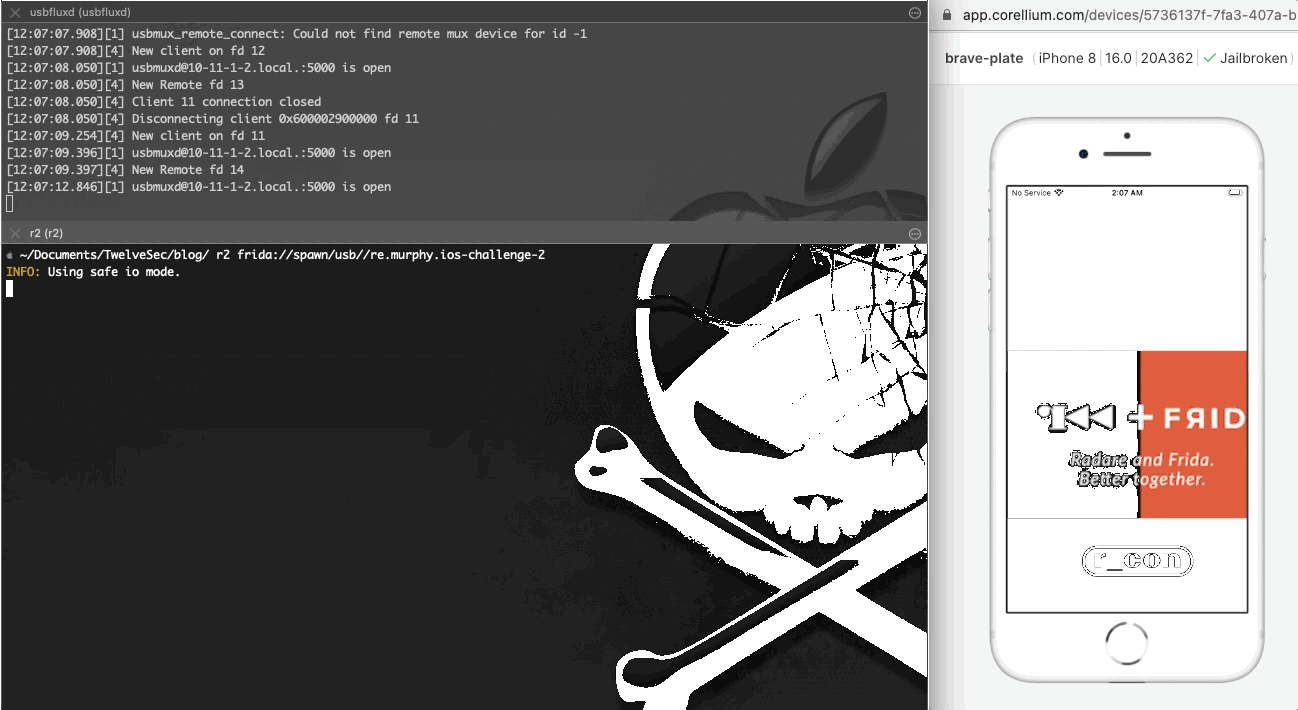 usbfluxd (usbfluxd)
[12:07:07.908][1] usbmux_remote_connect: Could not find remote mux device for id -1
[12:07:07.908][4] New client on fd 12
[12:07:08.050][1] usbmuxd@10-11-1-2.local.:5000 is open
[12:07:08.050][4] New Remote fd 13
[12:07:08.050][4] Client 11 connection closed
[12:07:08.050][4] Disconnecting client 0x600002900000 fd 11
[12:07:09.254][4] New client on fd 11
[12:07:09.396][1] usbmuxd@10-11-1-2.local.:5000 is open
[12:07:09.397][4] New Remote fd 14
[12:07:12.846][1] usbmuxd@10-11-1-2.local.:5000 is open
r2 (r2)
~/Documents/TwelveSec/blog/ r2 frida://spawn/usb//re.murphy.ios-challenge-2
INFO: Using safe io mode.
app.corellium.com/devices/5736137f-7fa3-407a-b
brave-plate (iPhone 8 | 16.0 | 20A362 | ✓ Jailbroken)
No Service 2:07 AM
+ FЯID
Radare and Frida.
Better together.
r_con